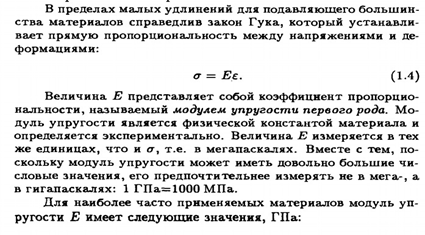 В пределах малых удлинений для подавляющего большин-
ства материалов справедлив закон Гука, который устанавли-
вает прямую пропорциональность между напряжениями и де-
формациями:
σ = Eε. (1.4)
Величина E представляет собой коэффициент пропорцио-
нальности, называемый модулем упругости первого рода. Мо-
дуль упругости является физической константой материала и
определяется экспериментально. Величина E измеряется в тех
же единицах, что и σ, т.е. в мегапаскалях. Вместе с тем, по-
скольку модуль упругости может иметь довольно большие чи-
словые значения, его предпочтительнее измерять не в мега-, а
в гигапаскалях: 1 ГПа=1000 МПа.
Для наиболее часто применяемых материалов модуль уп-
ругости E имеет следующие значения, ГПа: